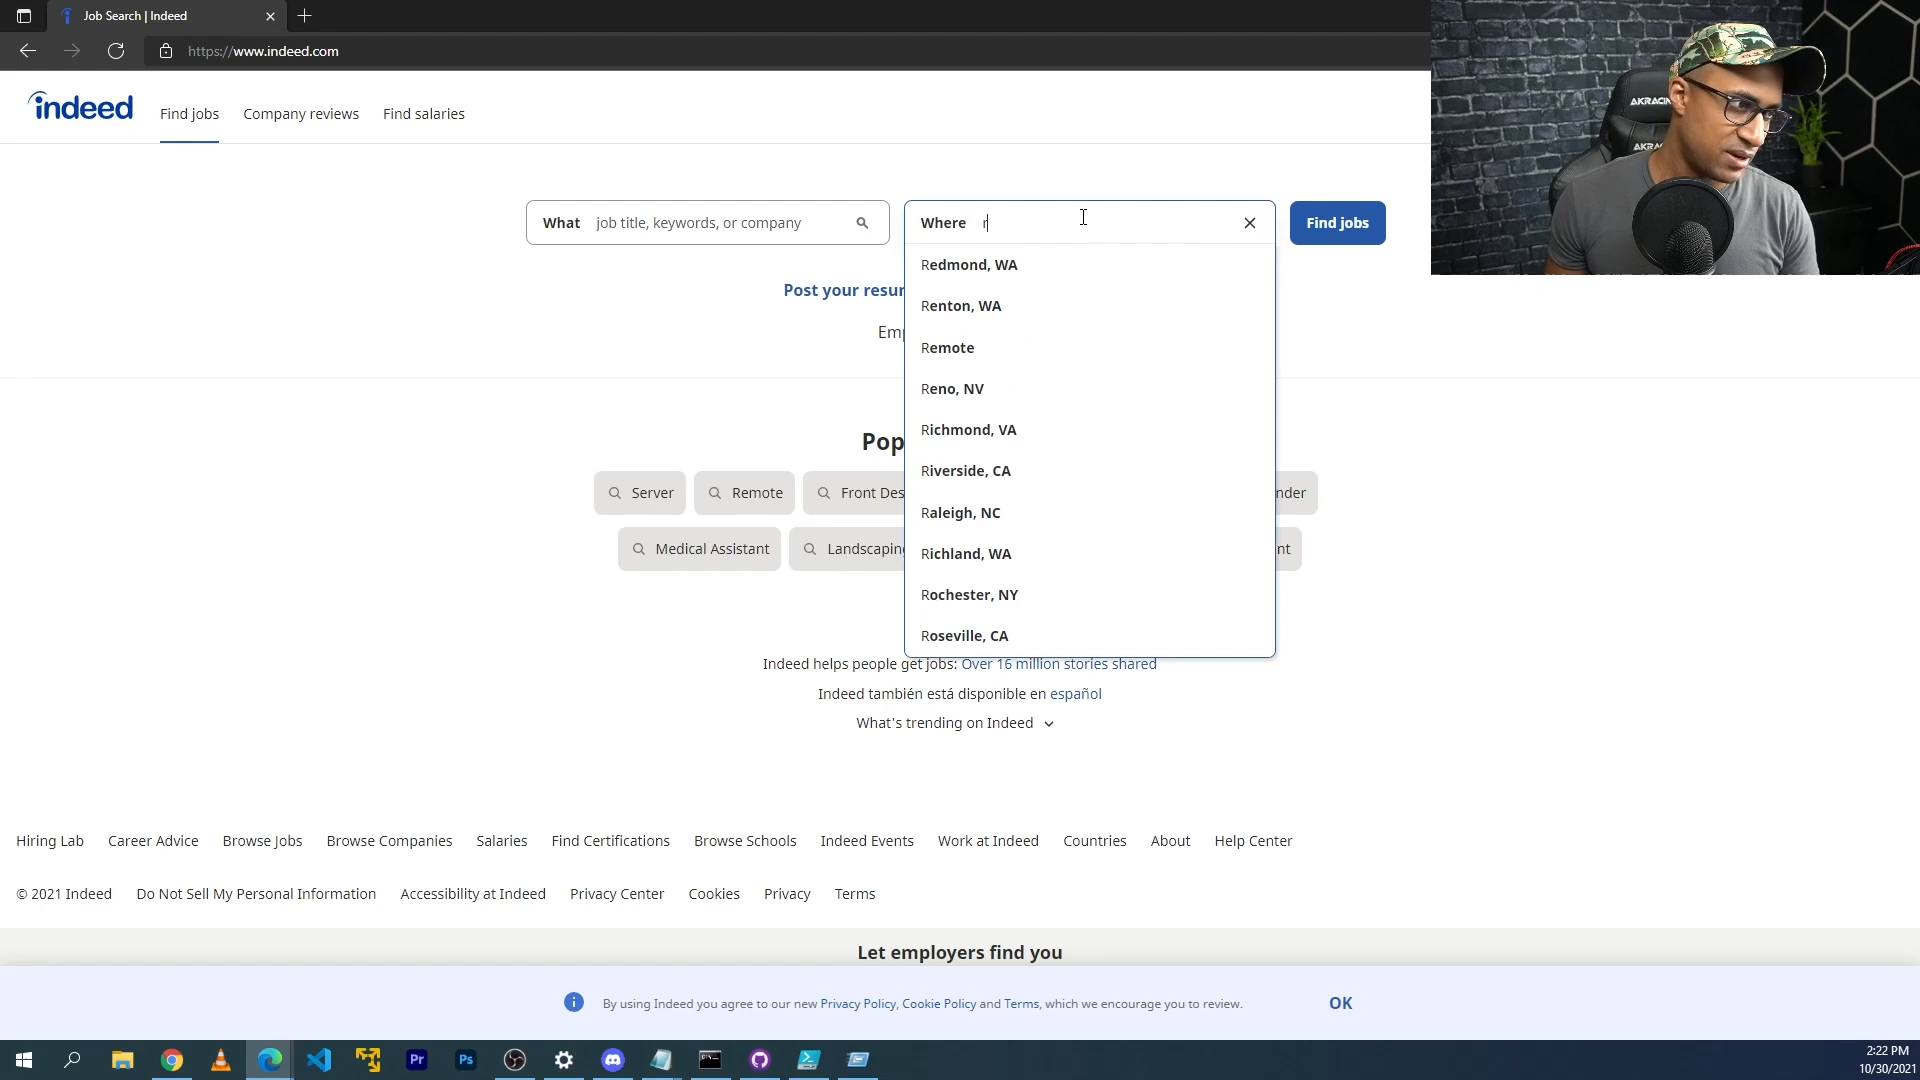 Job Search | Indeed
https://www.indeed.com
indeed
Find jobs
Company reviews
Find salaries
What job title, keywords, or company
Where r
Find jobs
Redmond, WA
Renton, WA
Remote
Reno, NV
Richmond, VA
Riverside, CA
Raleigh, NC
Richland, WA
Rochester, NY
Roseville, CA
Post your resu
Em
Pop
Server
Remote
Front Des
nder
Medical Assistant
Landscaping
nt
Indeed helps people get jobs: Over 16 million stories shared
Indeed también está disponible en español
What's trending on Indeed
Hiring Lab Career Advice Browse Jobs Browse Companies Salaries Find Certifications Browse Schools Indeed Events Work at Indeed Countries About Help Center
© 2021 Indeed Do Not Sell My Personal Information Accessibility at Indeed Privacy Center Cookies Privacy Terms
Let employers find you
By using Indeed you agree to our new Privacy Policy, Cookie Policy and Terms, which we encourage you to review.
OK
Pr
Ps
2:22 PM
10/30/2021
AKRACIN
AKRA